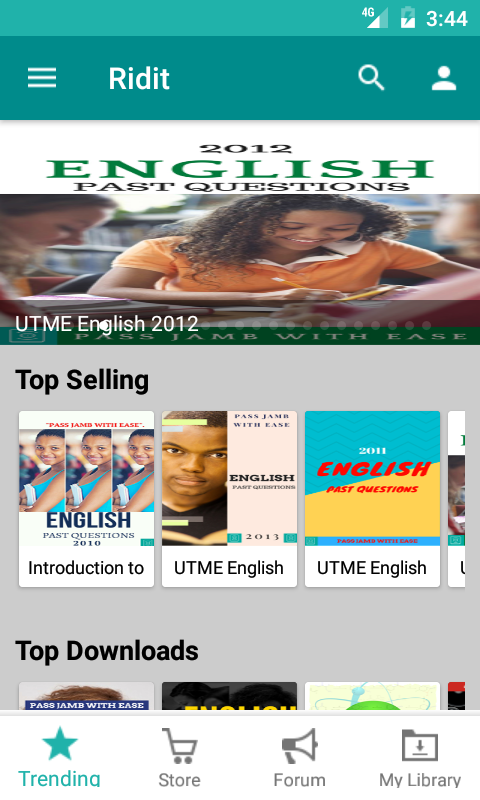 4G
3:44
Ridit
2012
ENGLISH
PAST QUESTIONS
UTME English 2012
PASS JAMB WITH EASE
Top Selling
"PASS JAMB WITH EASE".
ENGLISH
PAST QUESTIONS
2010
Introduction to
PASS JAMB
WITH EASE
ENGLISH
PAST QUESTIONS
2013
UTME English
2011
ENGLISH
PAST QUESTIONS
PASS JAMB WITH EASE
UTME English
Top Downloads
PASS JAMB WITH EASE
ENGLISH
Trending
Store
Forum
My Library